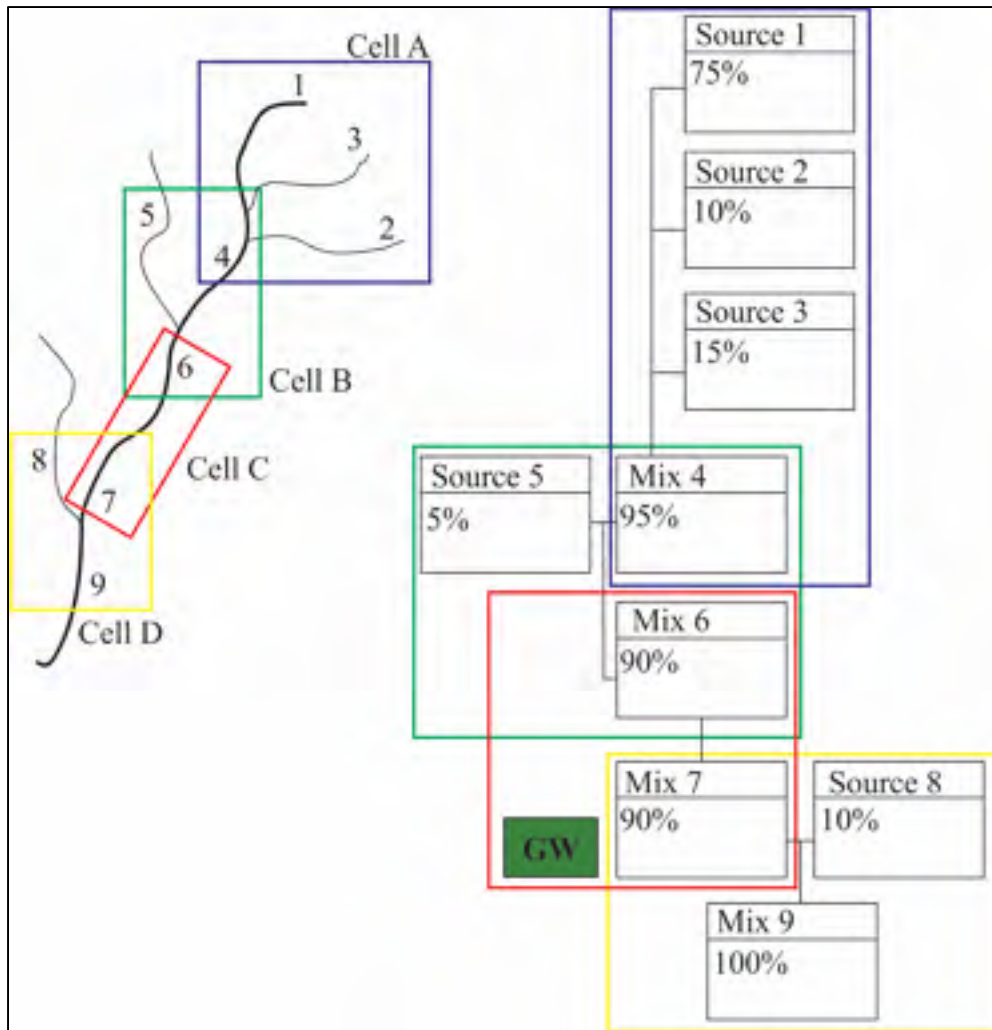 Cell A
1
3
5
2
4
6
Cell B
8
Cell C
7
9
Cell D
Source 1
75%
Source 2
10%
Source 3
15%
Source 5
5%
Mix 4
95%
Mix 6
90%
Mix 7
90%
Source 8
10%
GW
Mix 9
100%